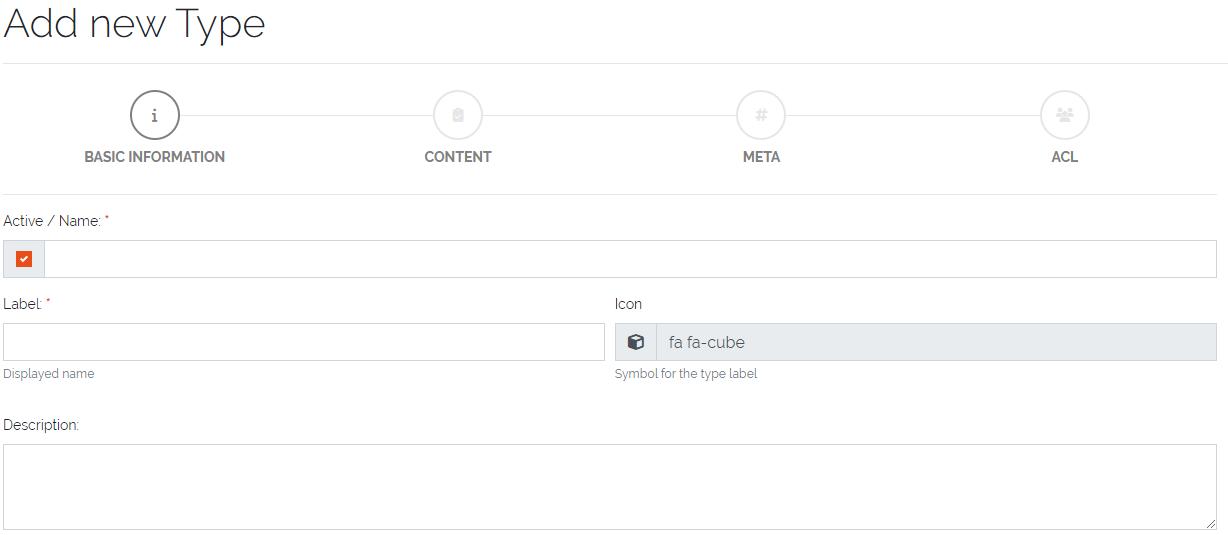 Add new Type
BASIC INFORMATION
CONTENT
META
ACL
Active / Name: *
Label: *
Icon
fa fa-cube
Displayed name
Symbol for the type label
Description: